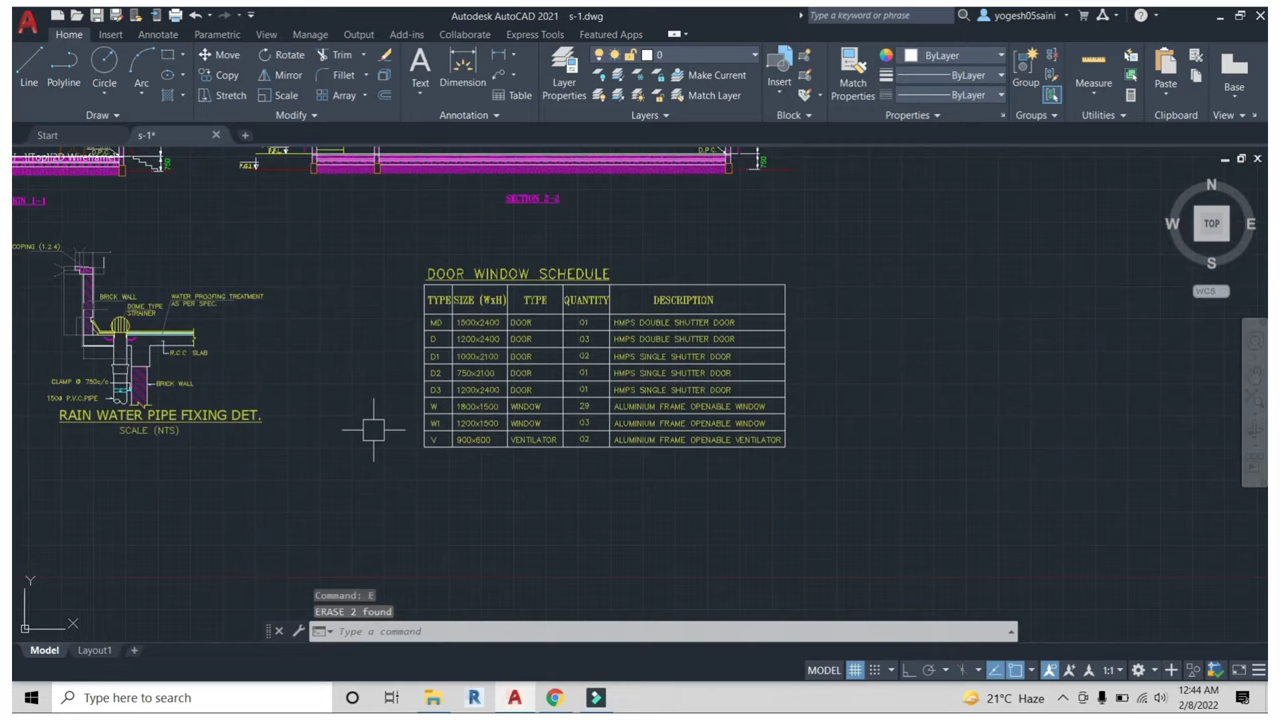 Autodesk AutoCAD 2021 s-1.dwg
Type a keyword or phrase
yogesh05saini
Home Insert Annotate Parametric View Manage Output Add-ins Collaborate Express Tools Featured Apps
Line Polyline Circle Arc
Move Rotate Trim
Copy Mirror Fillet
Stretch Scale Array
Text Dimension Table
Layer Properties
0
Make Current
Match Layer
Insert
Match Properties
ByLayer
ByLayer
ByLayer
Group Measure Paste Base
Draw Modify Annotation Layers Block Properties Groups Utilities Clipboard View
Start s-1*
[Top][2D Wireframe]
750
D.P.C.
750
SECTION 2-2
N
W TOP E
S
WCS
COPING (1:2:4)
BRICK WALL
DOME TYPE
STRAINER
WATER PROOFING TREATMENT
AS PER SPEC.
R.C.C SLAB
CLAMP @ 750c/c
BRICK WALL
150ø P.V.C.PIPE
RAIN WATER PIPE FIXING DET.
SCALE (NTS)
DOOR WINDOW SCHEDULE
TYPE SIZE (WxH) TYPE QUANTITY DESCRIPTION
MD 1500x2400 DOOR 01 HMPS DOUBLE SHUTTER DOOR
D 1200x2400 DOOR 03 HMPS DOUBLE SHUTTER DOOR
D1 1000x2100 DOOR 02 HMPS SINGLE SHUTTER DOOR
D2 750x2100 DOOR 01 HMPS SINGLE SHUTTER DOOR
D3 1200x2400 DOOR 01 HMPS SINGLE SHUTTER DOOR
W 1800x1500 WINDOW 29 ALUMINIUM FRAME OPENABLE WINDOW
W1 1200x1500 WINDOW 03 ALUMINIUM FRAME OPENABLE WINDOW
V 900x600 VENTILATOR 02 ALUMINIUM FRAME OPENABLE VENTILATOR
Y
X
Command: E
ERASE 2 found
Type a command
Model Layout1
MODEL 1:1
Type here to search
21°C Haze
12:44 AM
2/8/2022